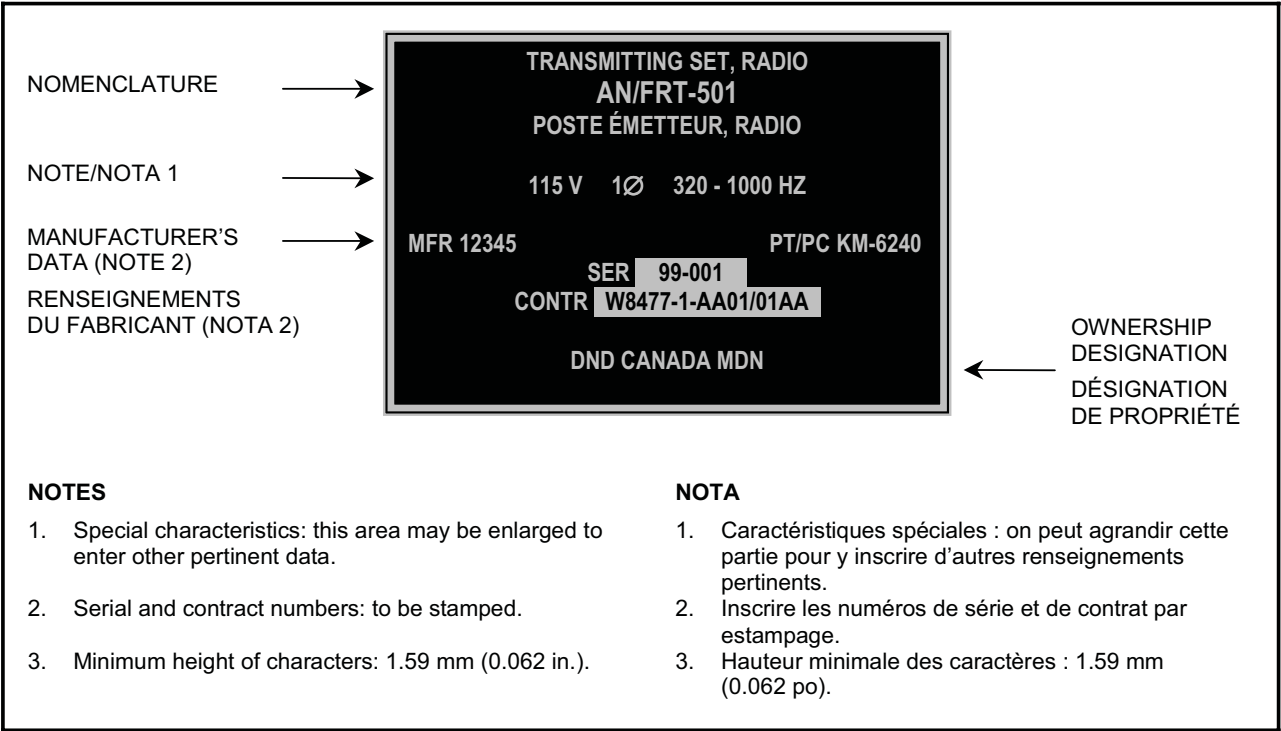 NOMENCLATURE
TRANSMITTING SET, RADIO
AN/FRT-501
POSTE ÉMETTEUR, RADIO
NOTE/NOTA 1
115 V 1∅ 320 - 1000 HZ
MANUFACTURER'S
DATA (NOTE 2)
RENSEIGNEMENTS
DU FABRICANT (NOTA 2)
MFR 12345 PT/PC KM-6240
SER 99-001
CONTR W8477-1-AA01/01AA
DND CANADA MDN
OWNERSHIP
DESIGNATION
DÉSIGNATION
DE PROPRIÉTÉ
NOTES
1. Special characteristics: this area may be enlarged to
enter other pertinent data.
2. Serial and contract numbers: to be stamped.
3. Minimum height of characters: 1.59 mm (0.062 in.).
NOTA
1. Caractéristiques spéciales : on peut agrandir cette
partie pour y inscrire d'autres renseignements
pertinents.
2. Inscrire les numéros de série et de contrat par
estampage.
3. Hauteur minimale des caractères : 1.59 mm
(0.062 po).